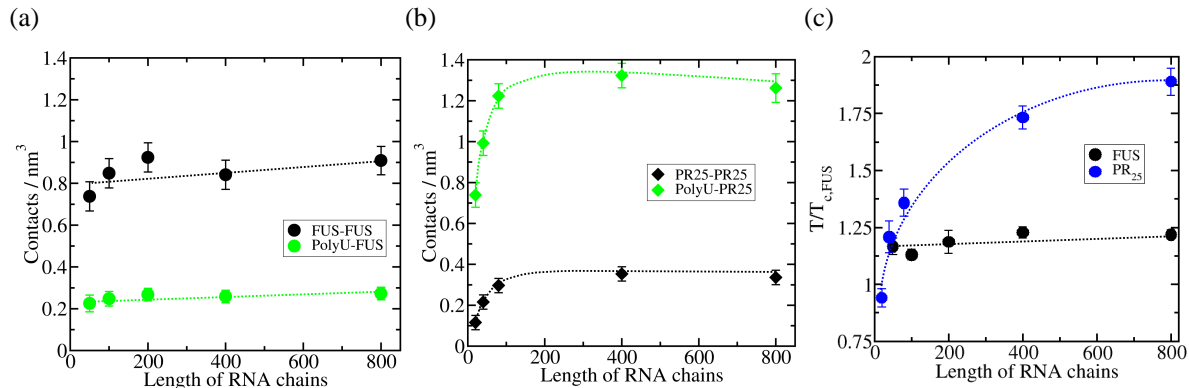 (a)
Contacts / nm³
1.4
1.2
1
0.8
0.6
0.4
0.2
0
FUS-FUS
PolyU-FUS
0 200 400 600 800
Length of RNA chains
(b)
Contacts / nm³
1.4
1.2
1
0.8
0.6
0.4
0.2
0
PR25-PR25
PolyU-PR25
0 200 400 600 800
Length of RNA chains
(c)
T/Tc,FUS
2
1.75
1.5
1.25
1
0.75
FUS
PR25
0 200 400 600 800
Length of RNA chains